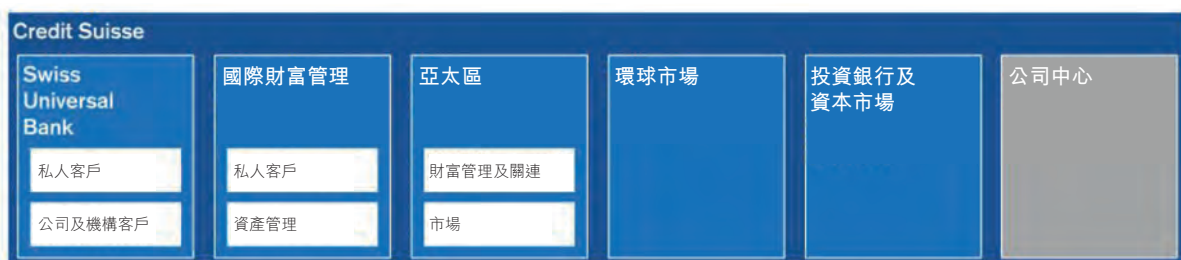 Credit Suisse
Swiss
Universal
Bank
私人客戶
公司及機構客戶
國際財富管理
私人客戶
資產管理
亞太區
財富管理及關連
市場
環球市場
投資銀行及
資本市場
公司中心